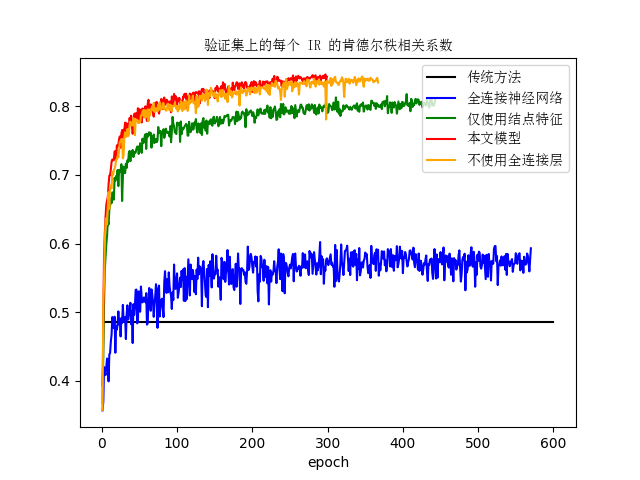 验证集上的每个 IR 的肯德尔秩相关系数
0.8
0.7
0.6
0.5
0.4
传统方法
全连接神经网络
仅使用结点特征
本文模型
不使用全连接层
0 100 200 300 400 500 600
epoch